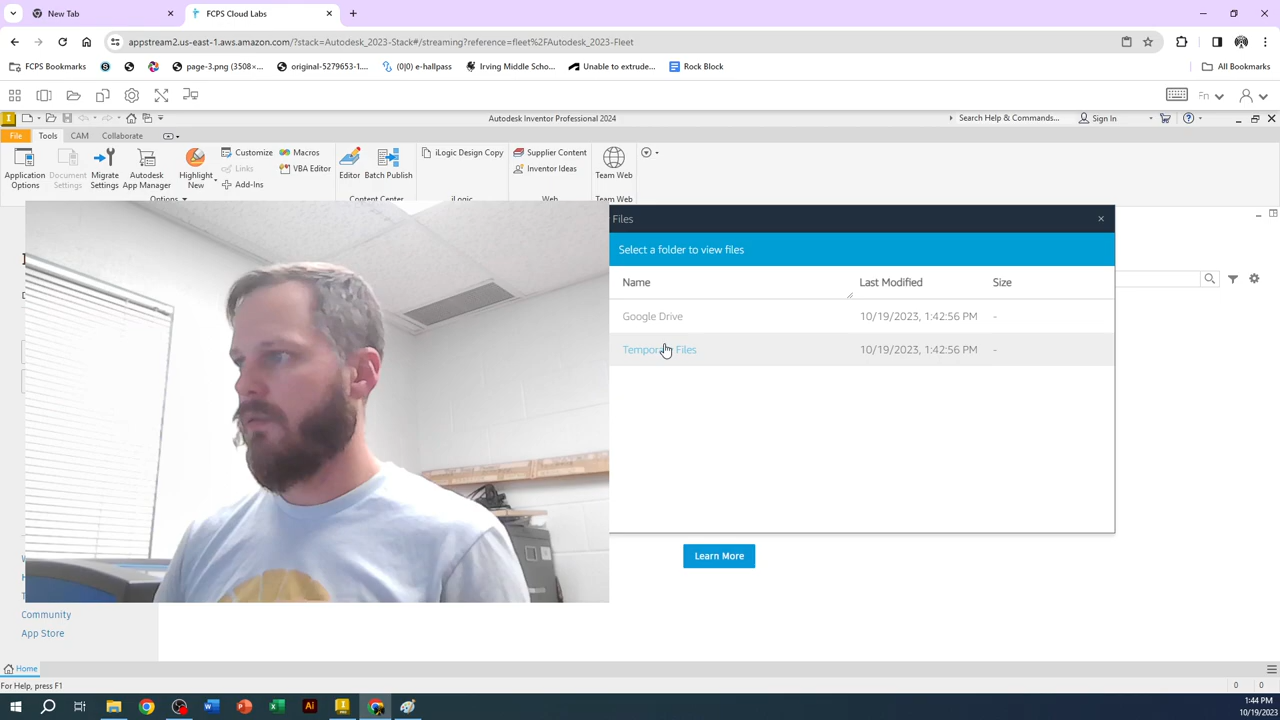 New Tab
FCPS Cloud Labs
appstream2.us-east-1.aws.amazon.com/?stack=Autodesk_2023-Stack#/streaming?reference=fleet%2FAutodesk_2023-Fleet
FCPS Bookmarks page-3.png (3508×... original-5279653-1.... (0|0) e-hallpass Irving Middle Scho... Unable to extrude... Rock Block All Bookmarks
Fn
Autodesk Inventor Professional 2024 Search Help & Commands... Sign In
File Tools CAM Collaborate
Application Options
Document Settings
Migrate Settings
Autodesk App Manager
Highlight New
Customize
Links
Add-Ins
Macros
VBA Editor
Editor
Batch Publish
iLogic Design Copy
Supplier Content
Inventor Ideas
Team Web
Options Content Center iLogic Web Team Web
Files
Select a folder to view files
Name Last Modified Size
Google Drive 10/19/2023, 1:42:56 PM -
Files 10/19/2023, 1:42:56 PM -
Learn More
Community
App Store
Home
For Help, press F1 0 0
1:44 PM
10/19/2023